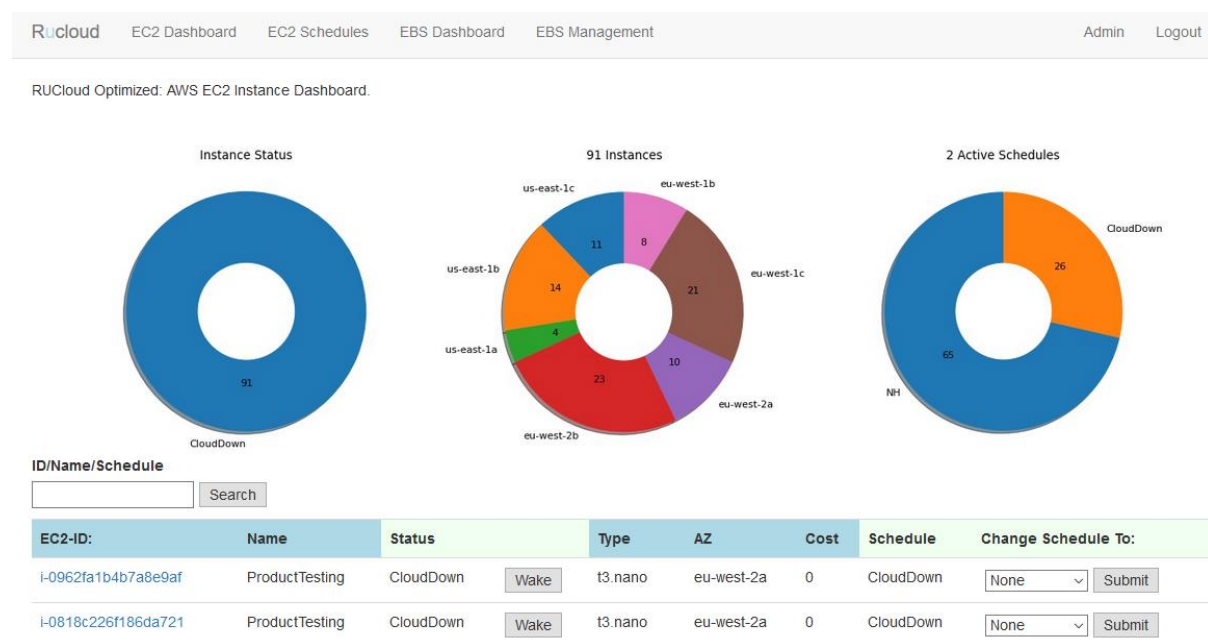 Rucloud EC2 Dashboard EC2 Schedules EBS Dashboard EBS Management Admin Logout
RUCloud Optimized: AWS EC2 Instance Dashboard.
Instance Status
91
CloudDown
91 Instances
us-east-1c
eu-west-1b
11
8
us-east-1b
eu-west-1c
14
21
us-east-1a
4
10
23
eu-west-2a
eu-west-2b
2 Active Schedules
CloudDown
26
65
NH
ID/Name/Schedule
Search
EC2-ID: Name Status Type AZ Cost Schedule Change Schedule To:
i-0962fa1b4b7a8e9af ProductTesting CloudDown Wake t3.nano eu-west-2a 0 CloudDown None Submit
i-0818c226f186da721 ProductTesting CloudDown Wake t3.nano eu-west-2a 0 CloudDown None Submit